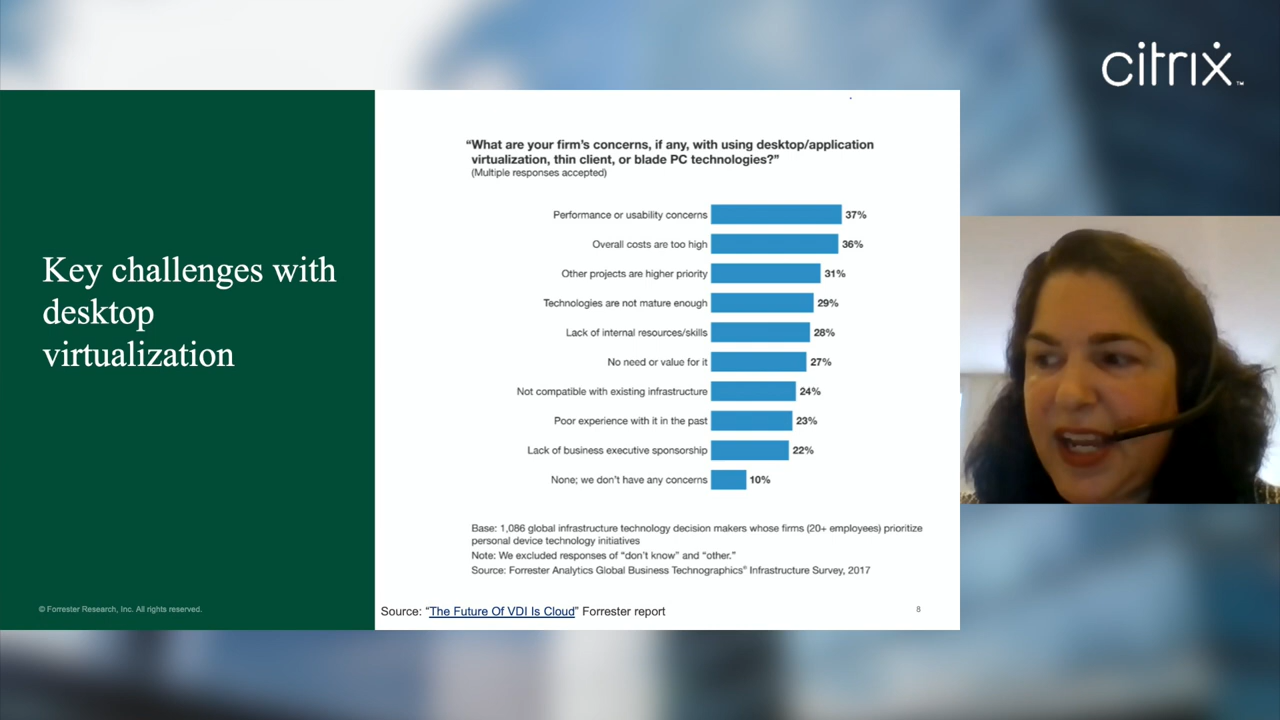 citrix™
Key challenges with
desktop
virtualization
“What are your firm’s concerns, if any, with using desktop/application
virtualization, thin client, or blade PC technologies?”
(Multiple responses accepted)
Performance or usability concerns 37%
Overall costs are too high 36%
Other projects are higher priority 31%
Technologies are not mature enough 29%
Lack of internal resources/skills 28%
No need or value for it 27%
Not compatible with existing infrastructure 24%
Poor experience with it in the past 23%
Lack of business executive sponsorship 22%
None; we don’t have any concerns 10%
Base: 1,086 global infrastructure technology decision makers whose firms (20+ employees) prioritize
personal device technology initiatives
Note: We excluded responses of “don’t know” and “other.”
Source: Forrester Analytics Global Business Technographics® Infrastructure Survey, 2017
© Forrester Research, Inc. All rights reserved.
Source: “The Future Of VDI Is Cloud” Forrester report
8